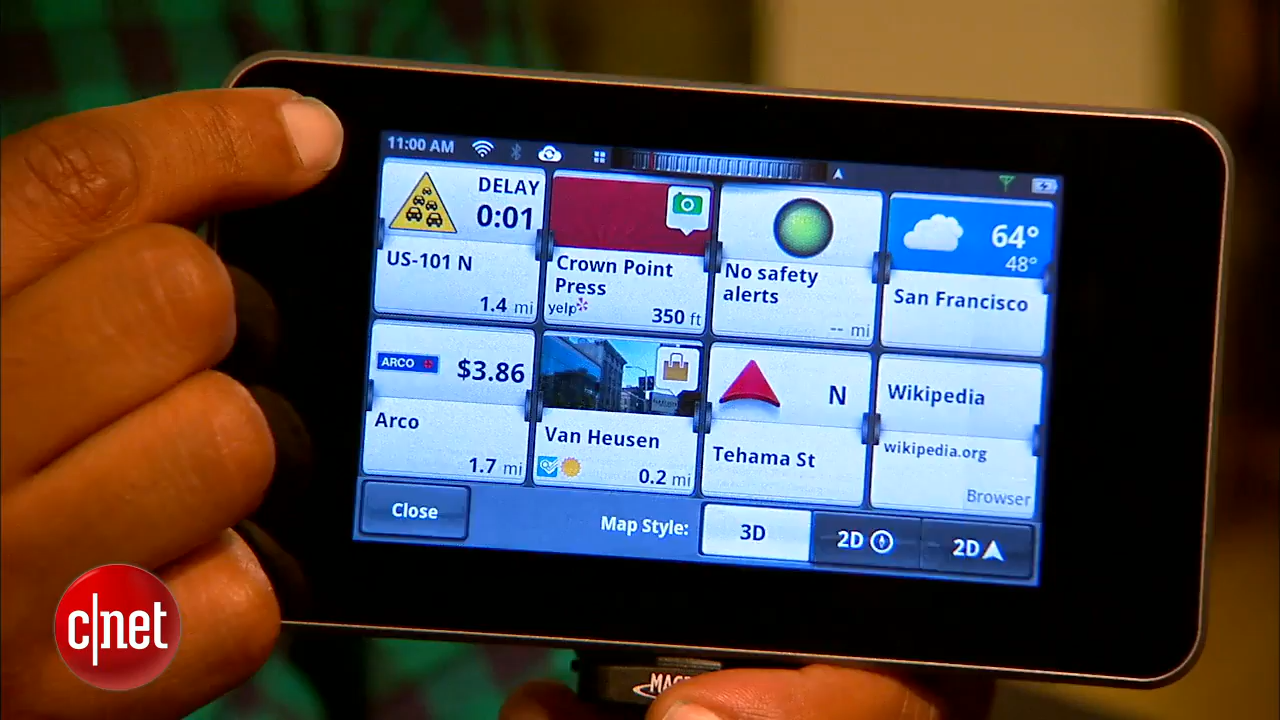 11:00 AM
DELAY
0:01
US-101 N
1.4 mi
Crown Point
Press
yelp
350 ft
No safety
alerts
-- mi
64°
48°
San Francisco
ARCO
$3.86
Arco
1.7 mi
Van Heusen
0.2 mi
N
Tehama St
Wikipedia
wikipedia.org
Browser
Close
Map Style:
3D
2D
2D
c|net